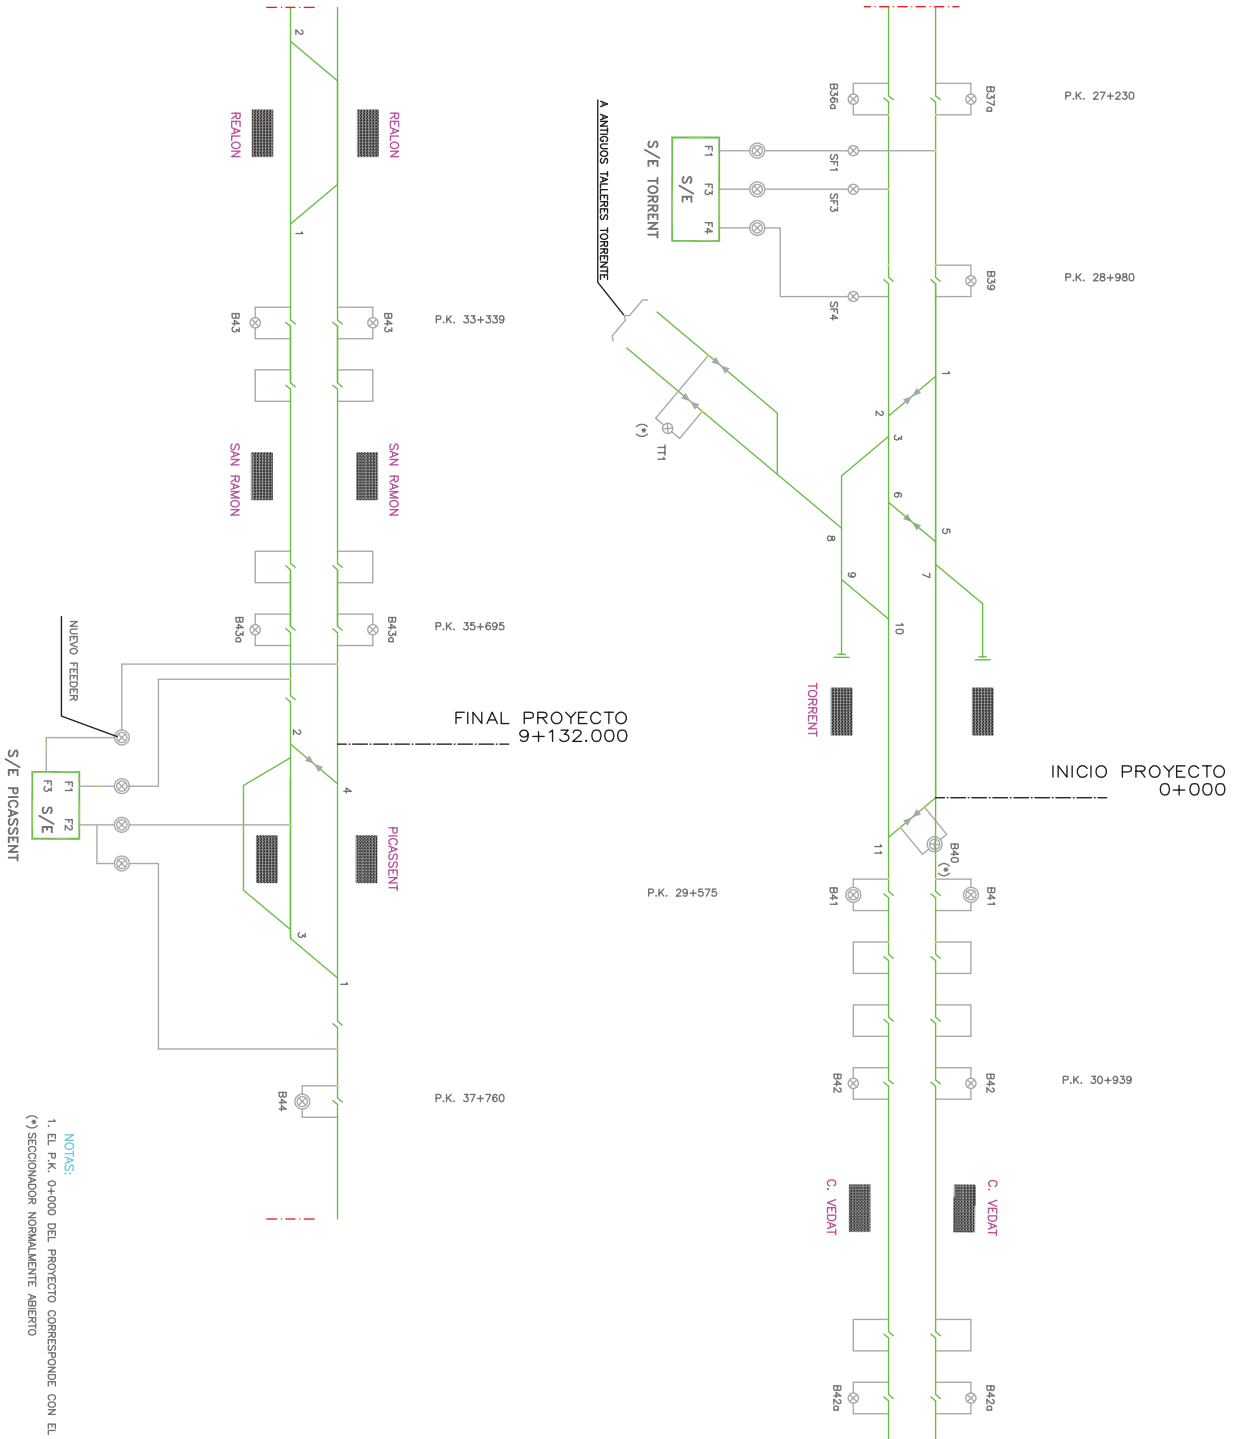 P.K. 27+230
B37a
B36a
S/E TORRENT
S/E
F1
F3
F4
SF1
SF3
SF4
A ANTIGUOS TALLERES TORRENTE
P.K. 28+980
B39
1
2
3
6
5
7
8
9
10
TT1
(*)
TORRENT
INICIO PROYECTO
0+000
11
B40
(*)
P.K. 29+575
B41
B41
P.K. 30+939
B42
B42
C. VEDAT
C. VEDAT
B42a
B42a
2
REALON
REALON
1
P.K. 33+339
B43
B43
SAN RAMON
SAN RAMON
P.K. 35+695
B43a
B43a
NUEVO FEEDER
FINAL PROYECTO
9+132.000
2
4
S/E PICASSENT
S/E
F3
F1
F2
PICASSENT
3
1
P.K. 37+760
B44
NOTAS:
1. EL P.K. 0+000 DEL PROYECTO CORRESPONDE CON EL
(*) SECCIONADOR NORMALMENTE ABIERTO